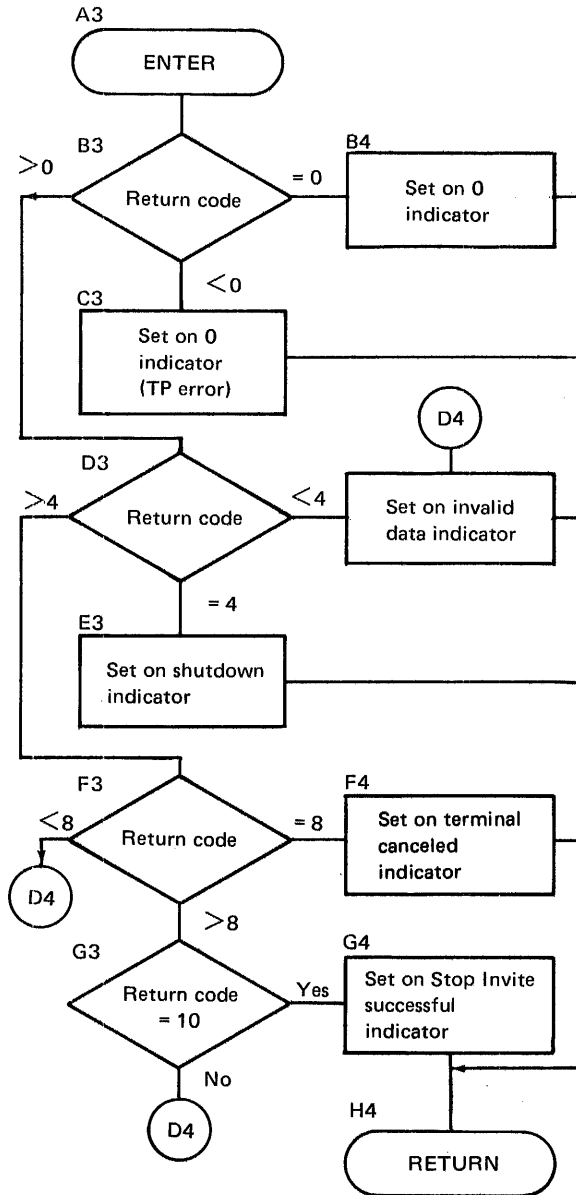 A3
ENTER
B3
>0
Return code
= 0
B4
Set on 0
indicator
<0
C3
Set on 0
indicator
(TP error)
D4
D3
>4
Return code
<4
Set on invalid
data indicator
= 4
E3
Set on shutdown
indicator
F3
<8
Return code
= 8
F4
Set on terminal
canceled
indicator
D4
>8
G3
Return code
= 10
Yes
G4
Set on Stop Invite
successful
indicator
No
D4
H4
RETURN